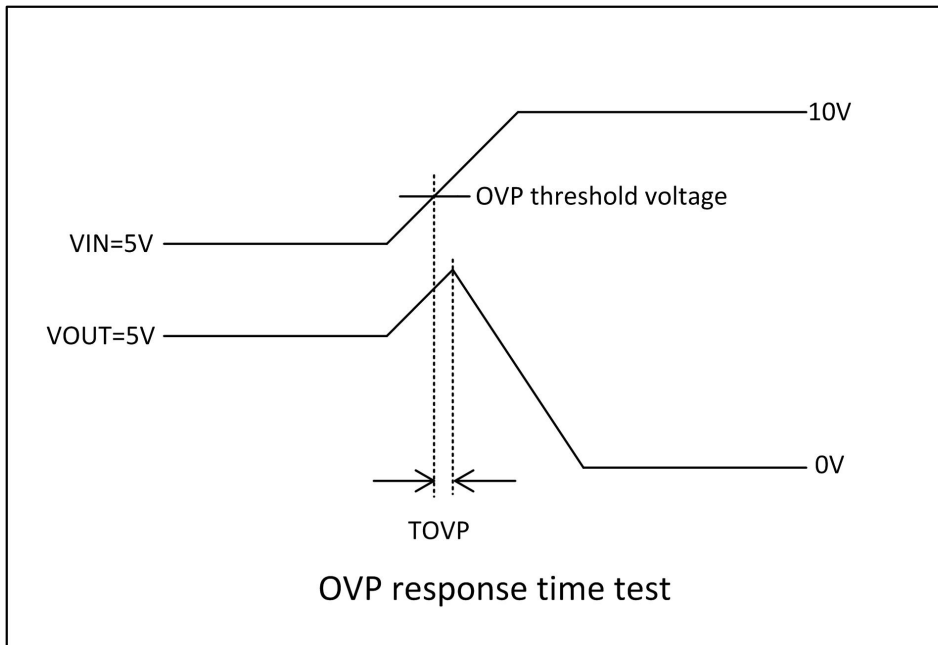 10V
OVP threshold voltage
VIN=5V
VOUT=5V
0V
TOVP
OVP response time test